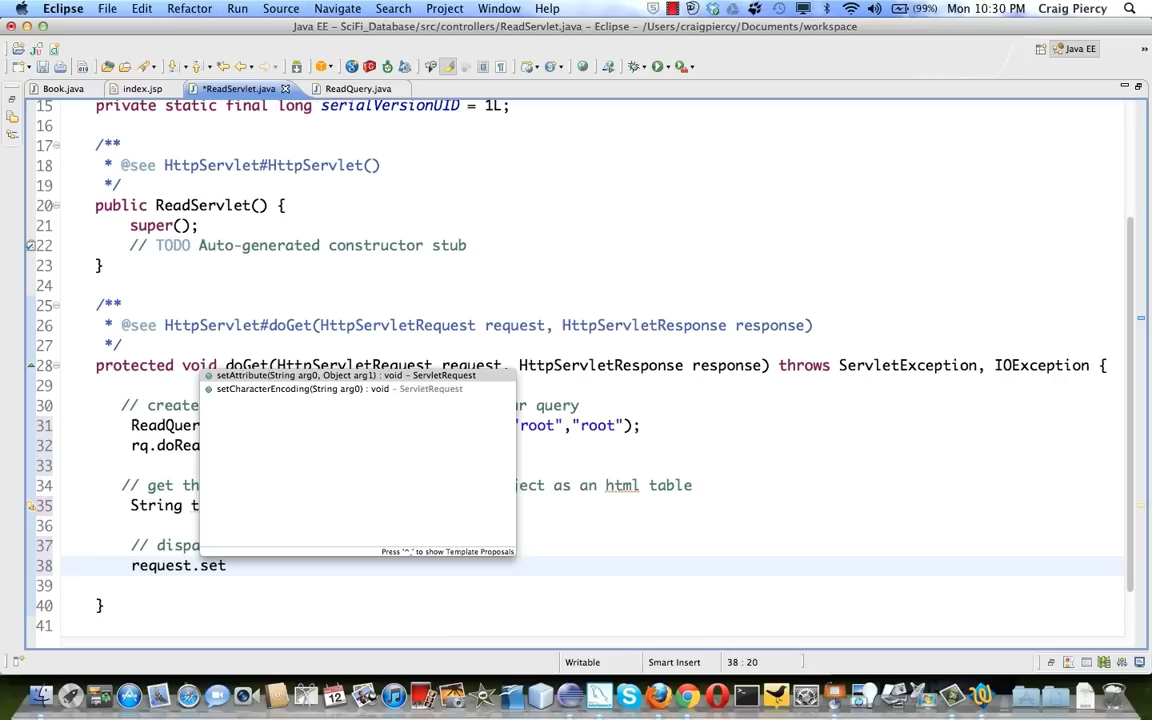 Eclipse File Edit Refactor Run Source Navigate Search Project Window Help (99%) Mon 10:30 PM Craig Piercy
Java EE - SciFi_Database/src/controllers/ReadServlet.java - Eclipse - /Users/craigpiercy/Documents/workspace
Java EE
Book.java index.jsp *ReadServlet.java ReadQuery.java
15 private static final long serialVersionUID = 1L;
16
17 /**
18 * @see HttpServlet#HttpServlet()
19 */
20 public ReadServlet() {
21 super();
22 // TODO Auto-generated constructor stub
23 }
24
25 /**
26 * @see HttpServlet#doGet(HttpServletRequest request, HttpServletResponse response)
27 */
28 protected void doGet(HttpServletRequest request, HttpServletResponse response) throws ServletException, IOException {
setAttribute(String arg0, Object arg1) : void - ServletRequest
29
setCharacterEncoding(String arg0) : void - ServletRequest
30 // create ur query
31 ReadQuer "root","root");
32 rq.doRea
33
34 // get th ject as an html table
35 String t
36
37 // dispa
Press '^,' to show Template Proposals
38 request.set
39
40 }
41
Writable Smart Insert 38 : 20